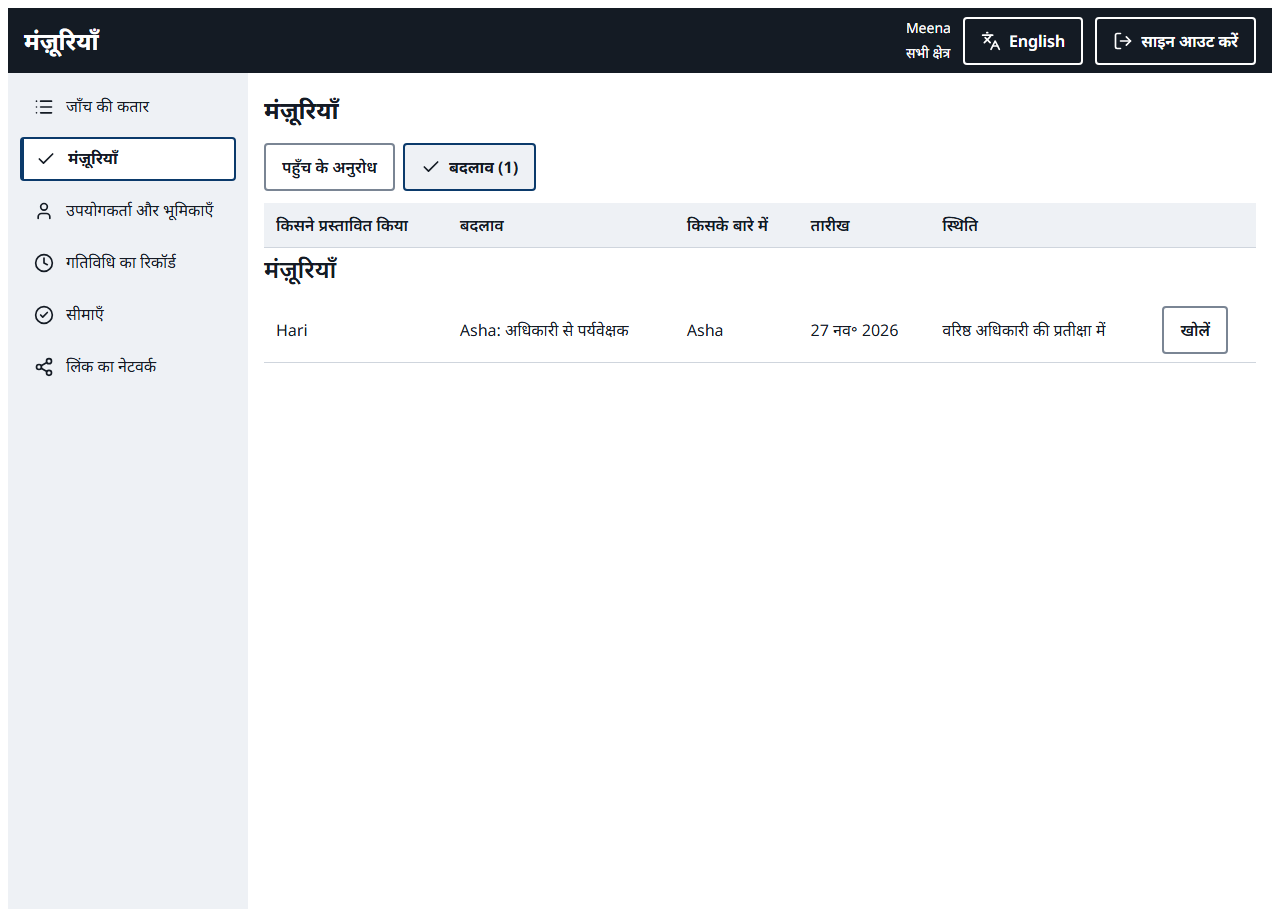 मंज़ूरियाँ
Meena
सभी क्षेत्र
English
साइन आउट करें
जाँच की कतार
मंज़ूरियाँ
उपयोगकर्ता और भूमिकाएँ
गतिविधि का रिकॉर्ड
सीमाएँ
लिंक का नेटवर्क
मंज़ूरियाँ
पहुँच के अनुरोध
बदलाव (1)
किसने प्रस्तावित किया बदलाव किसके बारे में तारीख स्थिति
मंज़ूरियाँ
Hari Asha: अधिकारी से पर्यवेक्षक Asha 27 नव॰ 2026 वरिष्ठ अधिकारी की प्रतीक्षा में खोलें